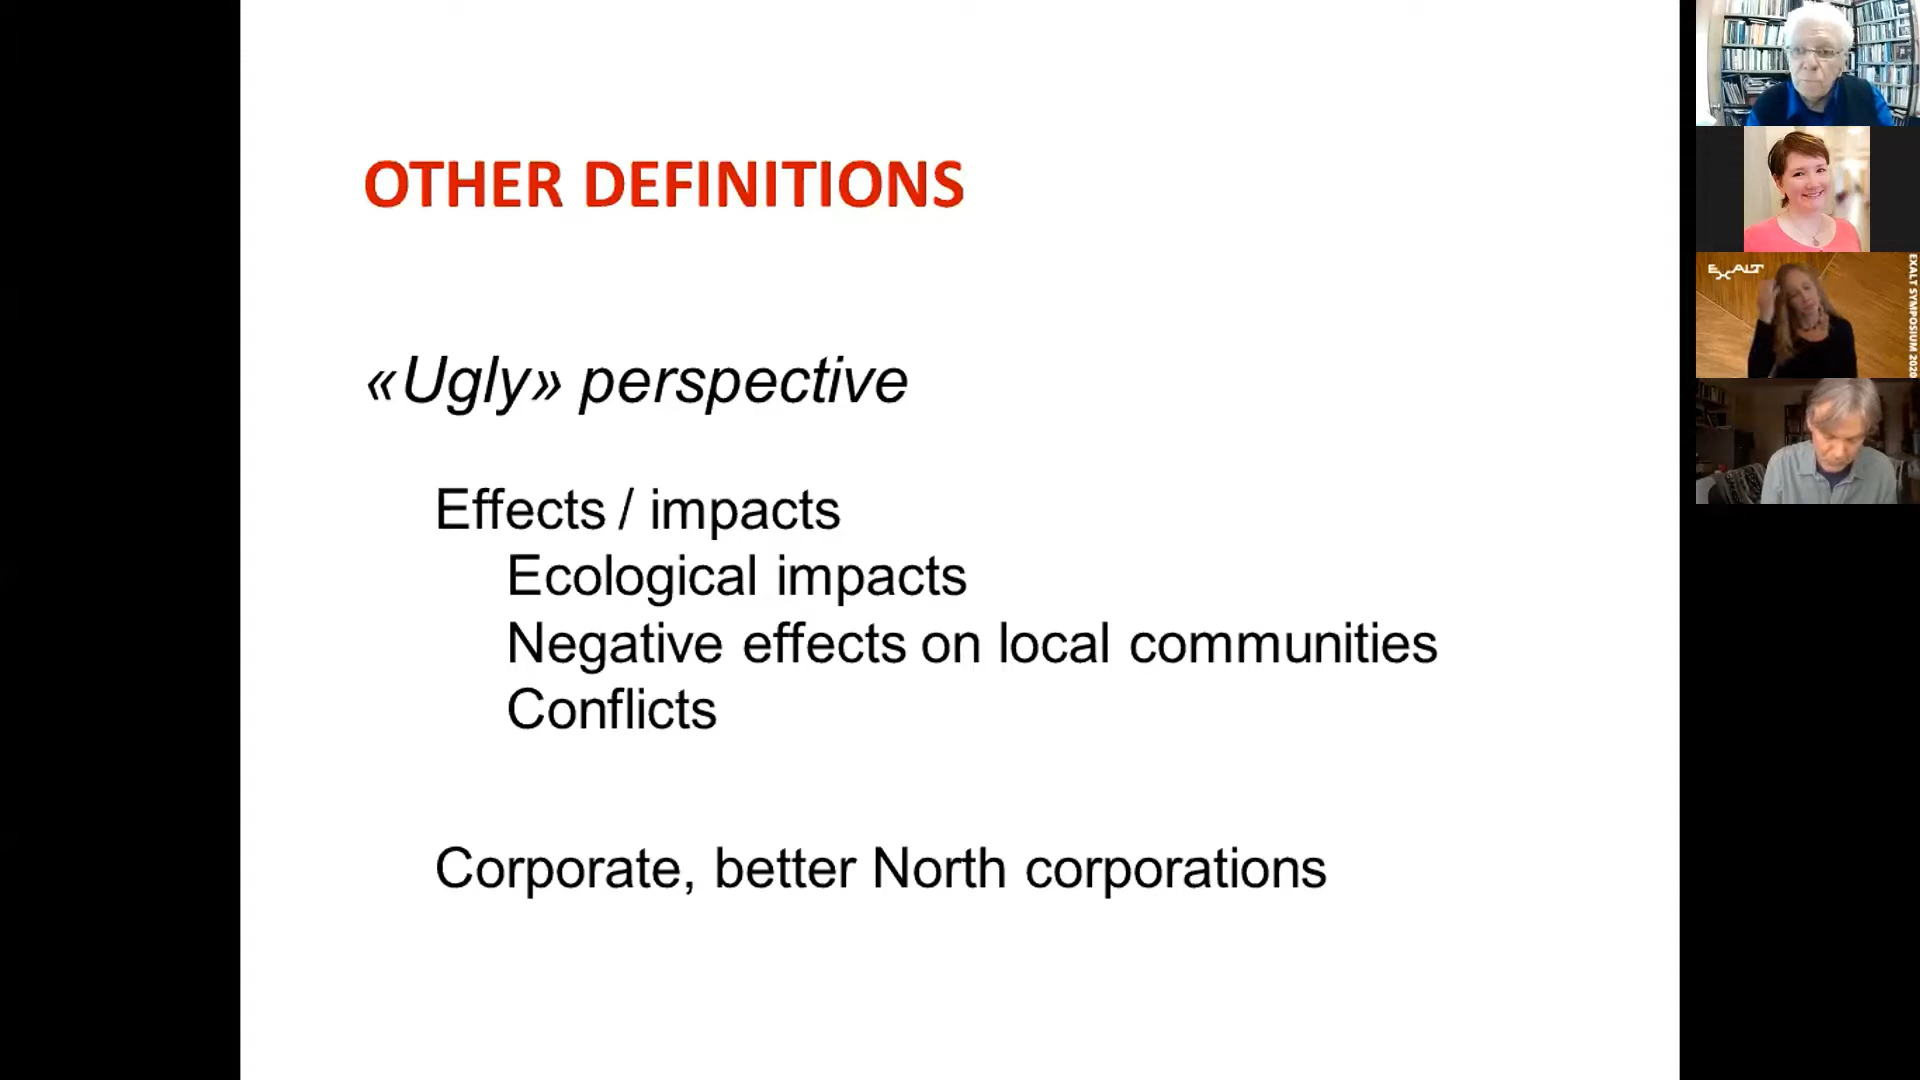 OTHER DEFINITIONS
«Ugly» perspective
Effects / impacts
Ecological impacts
Negative effects on local communities
Conflicts
Corporate, better North corporations
EXALT
EXALT SYMPOSIUM 2020